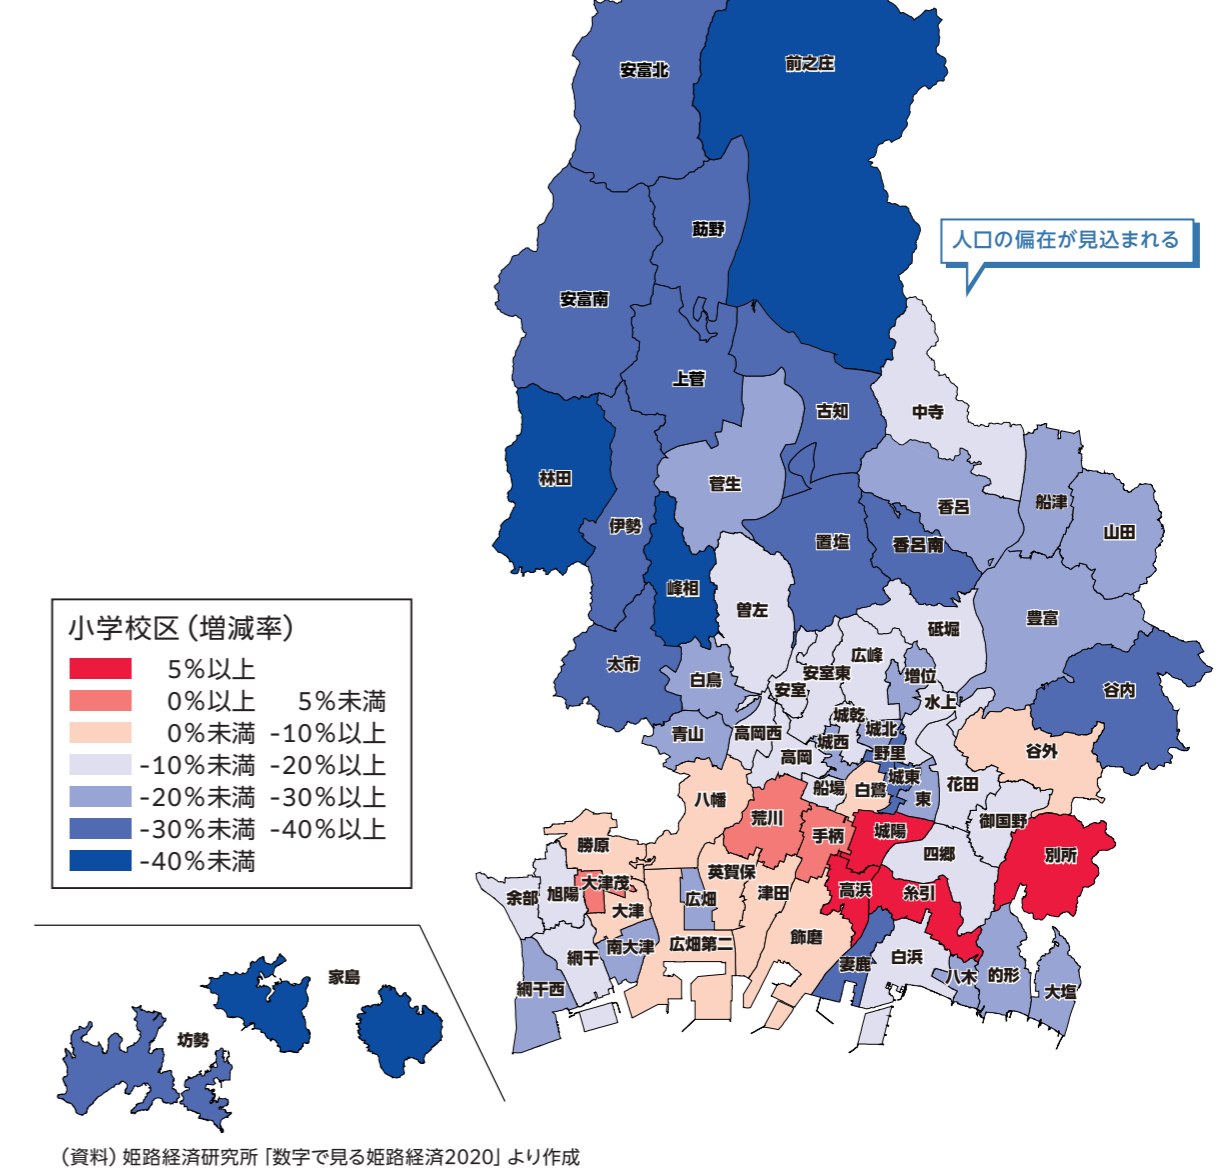 安富北
前之庄
莇野
人口の偏在が見込まれる
安富南
上菅
古知
中寺
林田
菅生
香呂
船津
伊勢
置塩
香呂南
山田
峰相
曽左
豊富
砥堀
小学校区（増減率）
5%以上
0%以上 5%未満
0%未満 -10%以上
-10%未満 -20%以上
-20%未満 -30%以上
-30%未満 -40%以上
-40%未満
太市
白鳥
安室東
広峰
増位
安室
水上
谷内
青山
高岡西
城乾
城北
城西
野里
高岡
谷外
城東
船場
白鷺
東
花田
八幡
荒川
手柄
城陽
御国野
四郷
別所
勝原
英賀保
大津茂
津田
高浜
糸引
余部
旭陽
大津
広畑
飾磨
網干
南大津
広畑第二
妻鹿
白浜
八木
的形
大塩
網干西
家島
坊勢
（資料）姫路経済研究所「数字で見る姫路経済2020」より作成